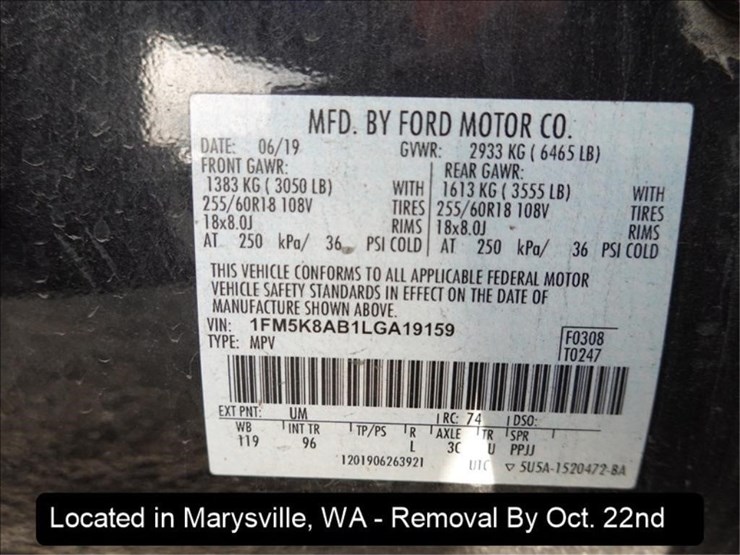 MFD. BY FORD MOTOR CO.
DATE: 06/19 GVWR: 2933 KG ( 6465 LB)
FRONT GAWR: REAR GAWR:
1383 KG ( 3050 LB) WITH 1613 KG ( 3555 LB) WITH
255/60R18 108V TIRES 255/60R18 108V TIRES
18x8.0J RIMS 18x8.0J RIMS
AT 250 kPa/ 36 PSI COLD AT 250 kPa/ 36 PSI COLD
THIS VEHICLE CONFORMS TO ALL APPLICABLE FEDERAL MOTOR
VEHICLE SAFETY STANDARDS IN EFFECT ON THE DATE OF
MANUFACTURE SHOWN ABOVE.
VIN: 1FM5K8AB1LGA19159 F0308
TYPE: MPV T0247
EXT PNT: UM RC: 74 DSO:
WB INT TR TP/PS R AXLE TR SPR
119 96 L 3C U PPJJ
1201906263921 UTC ▽ 5U5A-1520472-BA
Located in Marysville, WA - Removal By Oct. 22nd